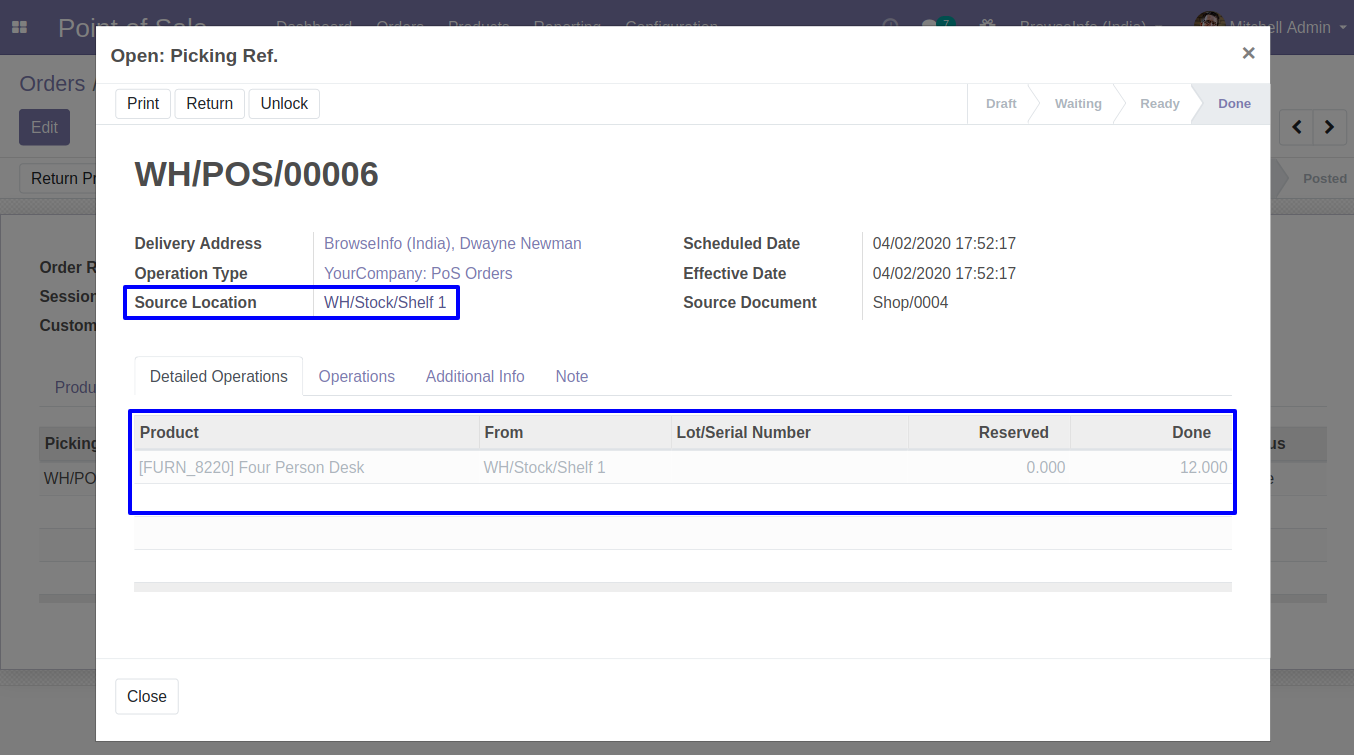 Point of Sale Dashboard Orders Products Reporting Configuration 7 BrowseInfo (India) Mitchell Admin
Open: Picking Ref. ×
Orders /
Print Return Unlock Draft Waiting Ready Done
Edit
WH/POS/00006
Return Posted
Delivery Address BrowseInfo (India), Dwayne Newman Scheduled Date 04/02/2020 17:52:17
Operation Type YourCompany: PoS Orders Effective Date 04/02/2020 17:52:17
Order R
Source Location WH/Stock/Shelf 1 Source Document Shop/0004
Session
Custom
Detailed Operations Operations Additional Info Note
Produ
Product From Lot/Serial Number Reserved Done
Picking us
[FURN_8220] Four Person Desk WH/Stock/Shelf 1 0.000 12.000
WH/PO e
Close